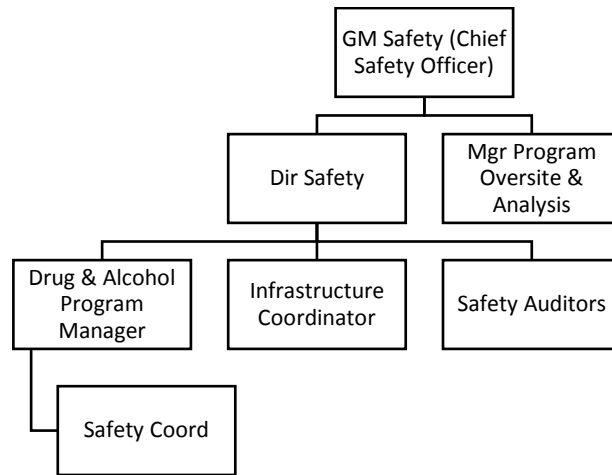 GM Safety (Chief
Safety Officer)
Dir Safety
Mgr Program
Oversite &
Analysis
Drug & Alcohol
Program
Manager
Infrastructure
Coordinator
Safety Auditors
Safety Coord